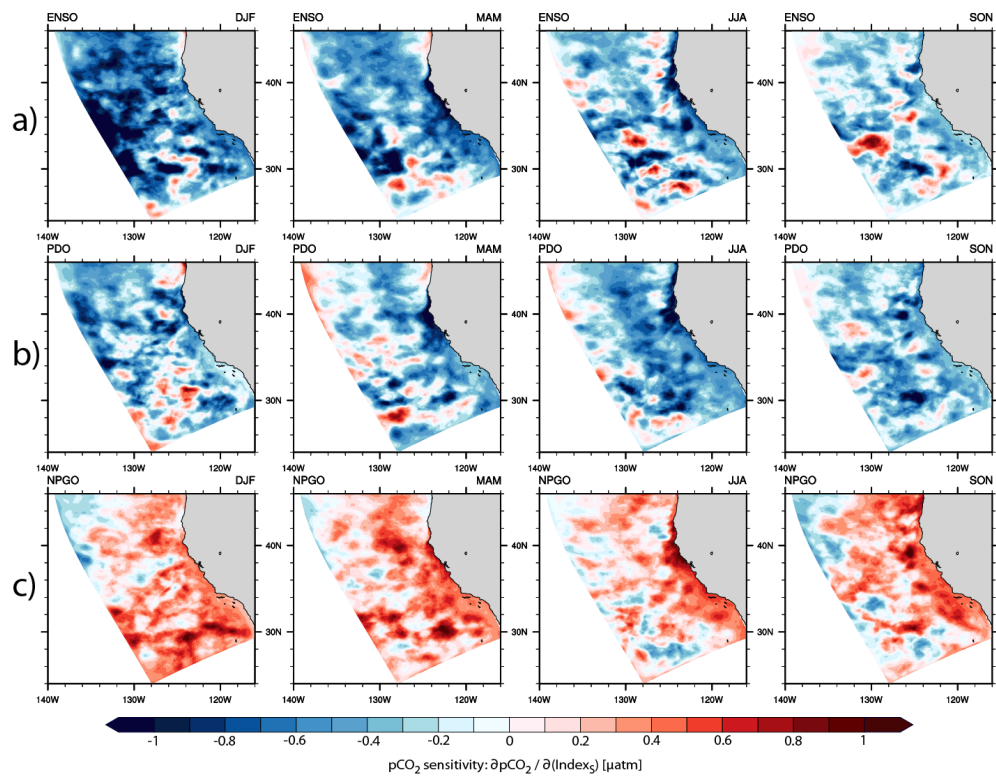 ENSO DJF ENSO MAM ENSO JJA ENSO SON
a)
40N 40N 40N 40N
30N 30N 30N 30N
140W 130W 120W 140W 130W 120W 140W 130W 120W 140W 130W 120W
PDO DJF PDO MAM PDO JJA PDO SON
b)
40N 40N 40N 40N
30N 30N 30N 30N
140W 130W 120W 140W 130W 120W 140W 130W 120W 140W 130W 120W
NPGO DJF NPGO MAM NPGO JJA NPGO SON
c)
40N 40N 40N 40N
30N 30N 30N 30N
140W 130W 120W 140W 130W 120W 140W 130W 120W 140W 130W 120W
-1 -0.8 -0.6 -0.4 -0.2 0 0.2 0.4 0.6 0.8 1
pCO₂ sensitivity: ∂pCO₂ / ∂(Indexₛ) [µatm]